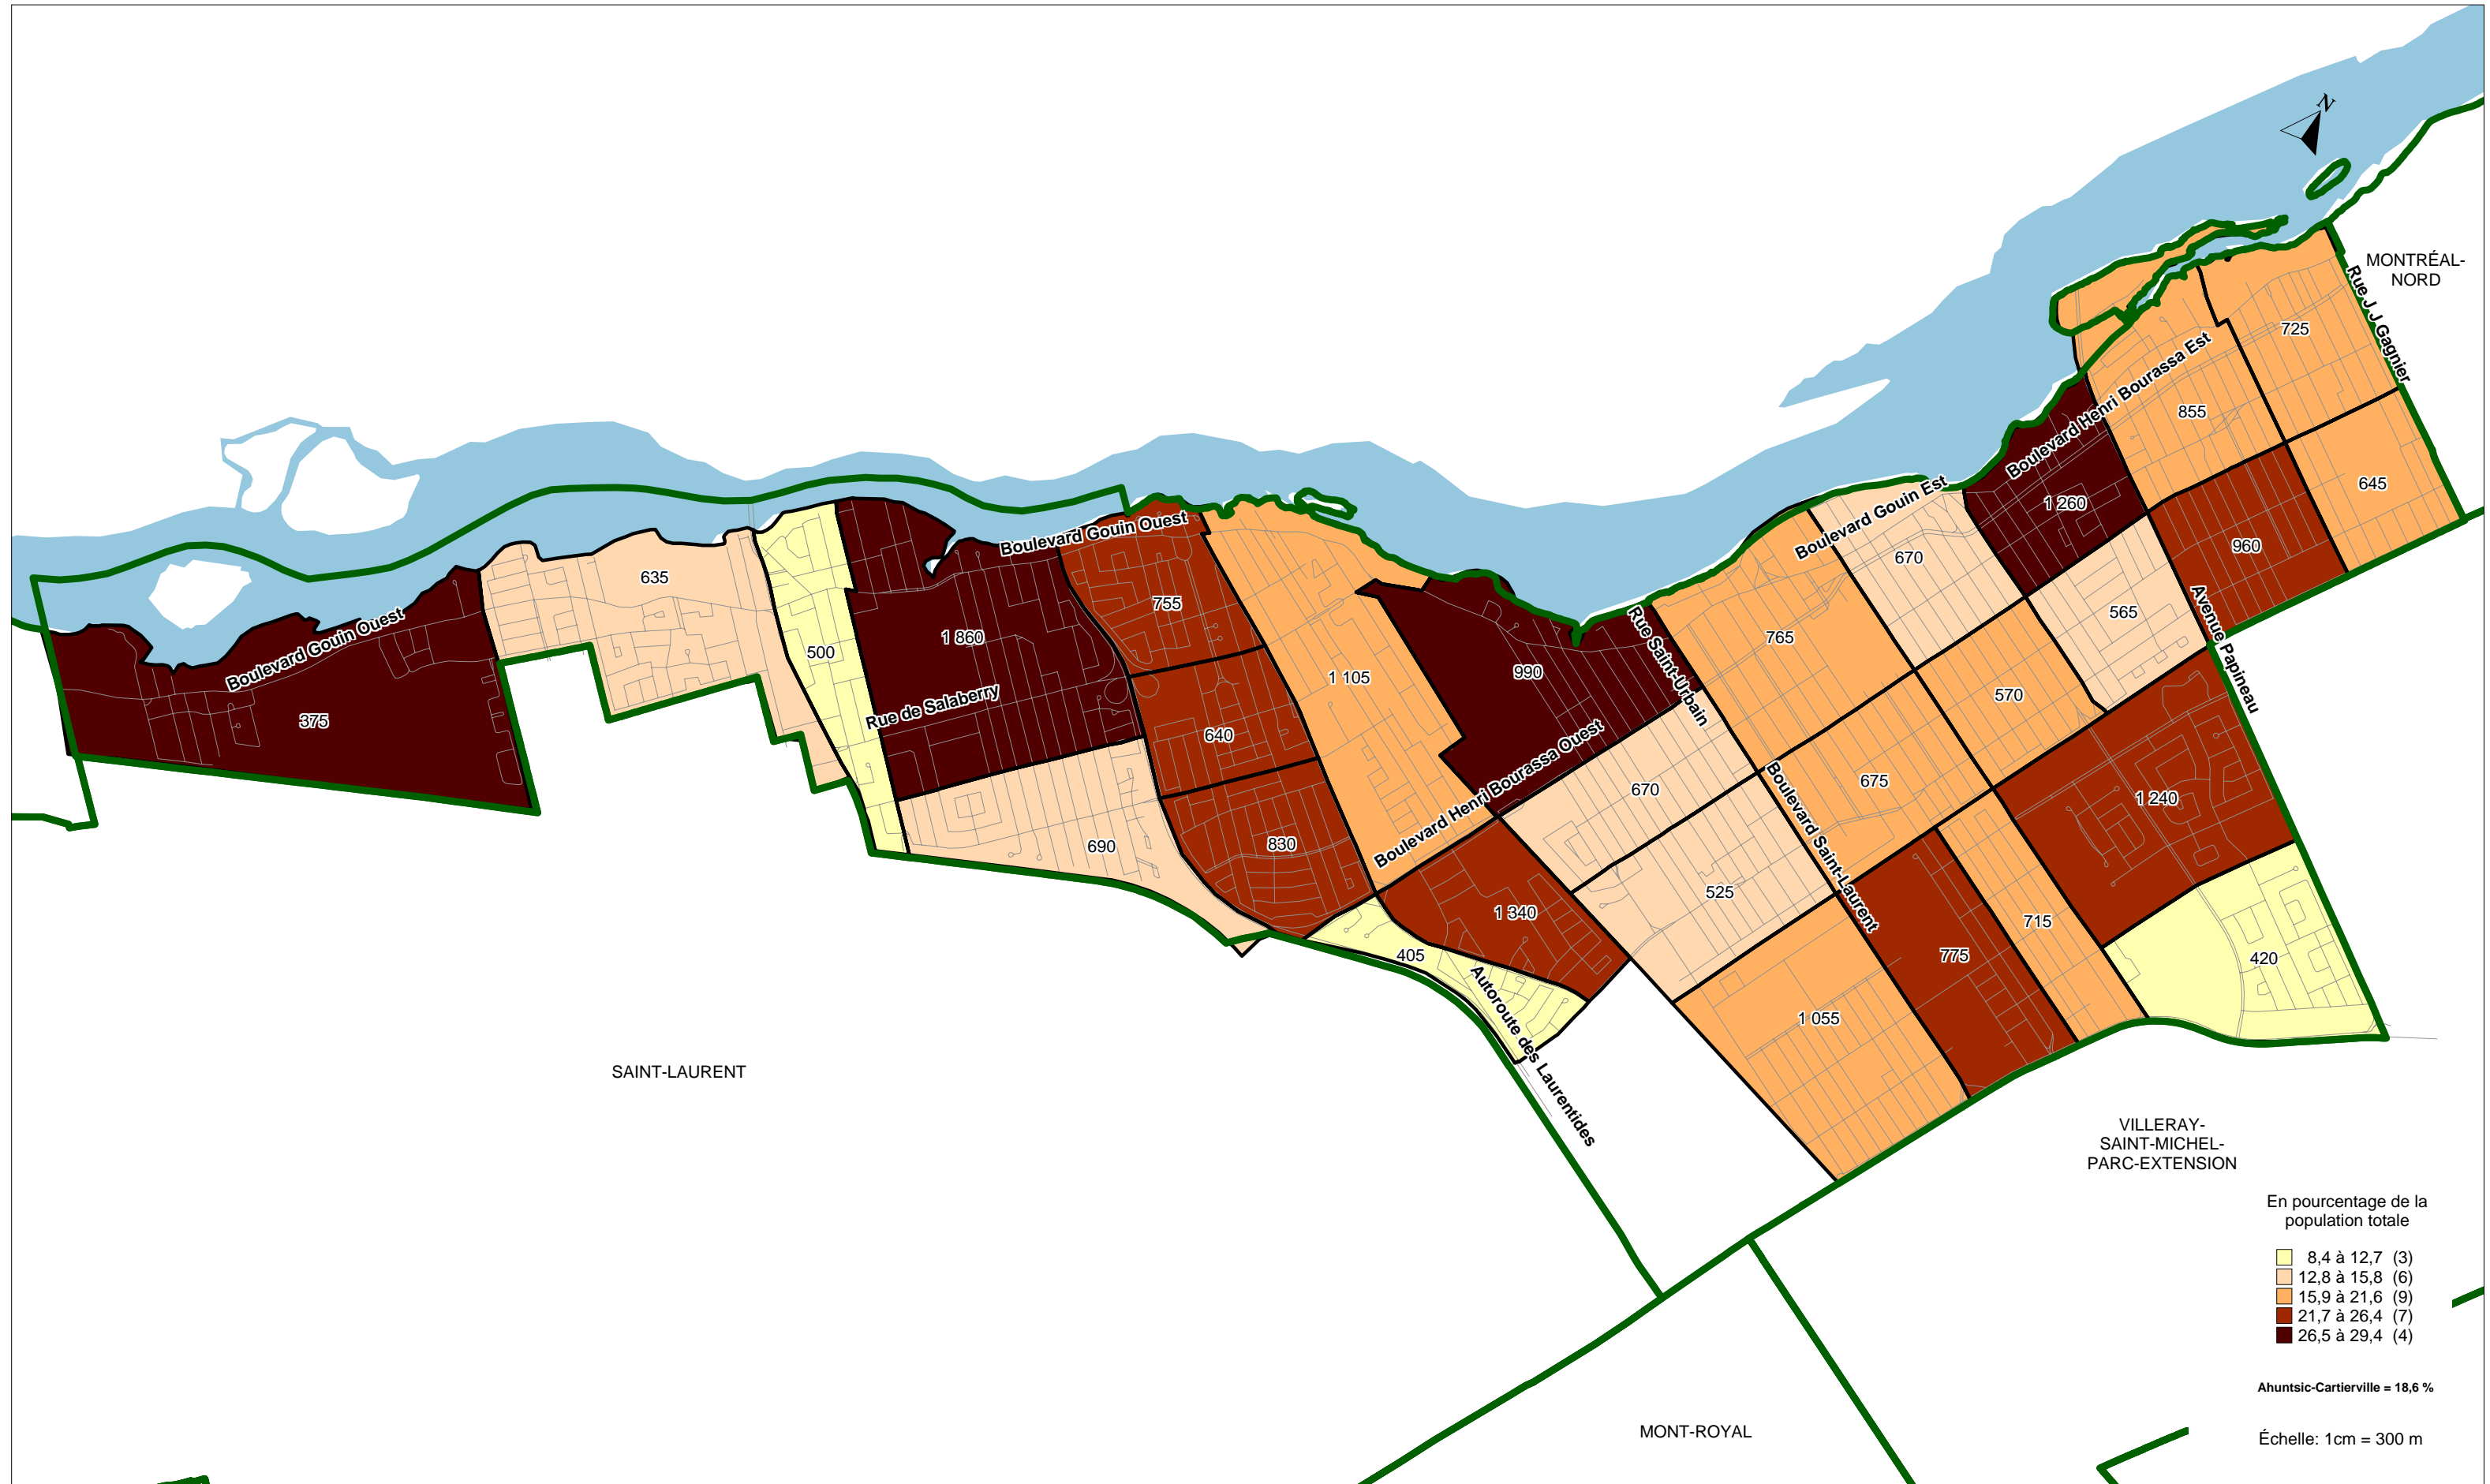 N
MONTRÉAL-
NORD
Rue J J Gagnier
725
Boulevard Henri Bourassa Est
855
645
1 260
960
Boulevard Gouin Est
670
565
Avenue Papineau
Boulevard Gouin Ouest
635
755
1 860
500
Rue de Salaberry
Boulevard Gouin Ouest
375
640
1 105
990
Rue Saint-Urbain
765
570
675
670
Boulevard Henri Bourassa Ouest
Boulevard Saint-Laurent
1 240
690
830
525
1 340
715
775
420
405
Autoroute des Laurentides
1 055
SAINT-LAURENT
VILLERAY-
SAINT-MICHEL-
PARC-EXTENSION
MONT-ROYAL
En pourcentage de la
population totale
8,4 à 12,7 (3)
12,8 à 15,8 (6)
15,9 à 21,6 (9)
21,7 à 26,4 (7)
26,5 à 29,4 (4)
Ahuntsic-Cartierville = 18,6 %
Échelle: 1cm = 300 m